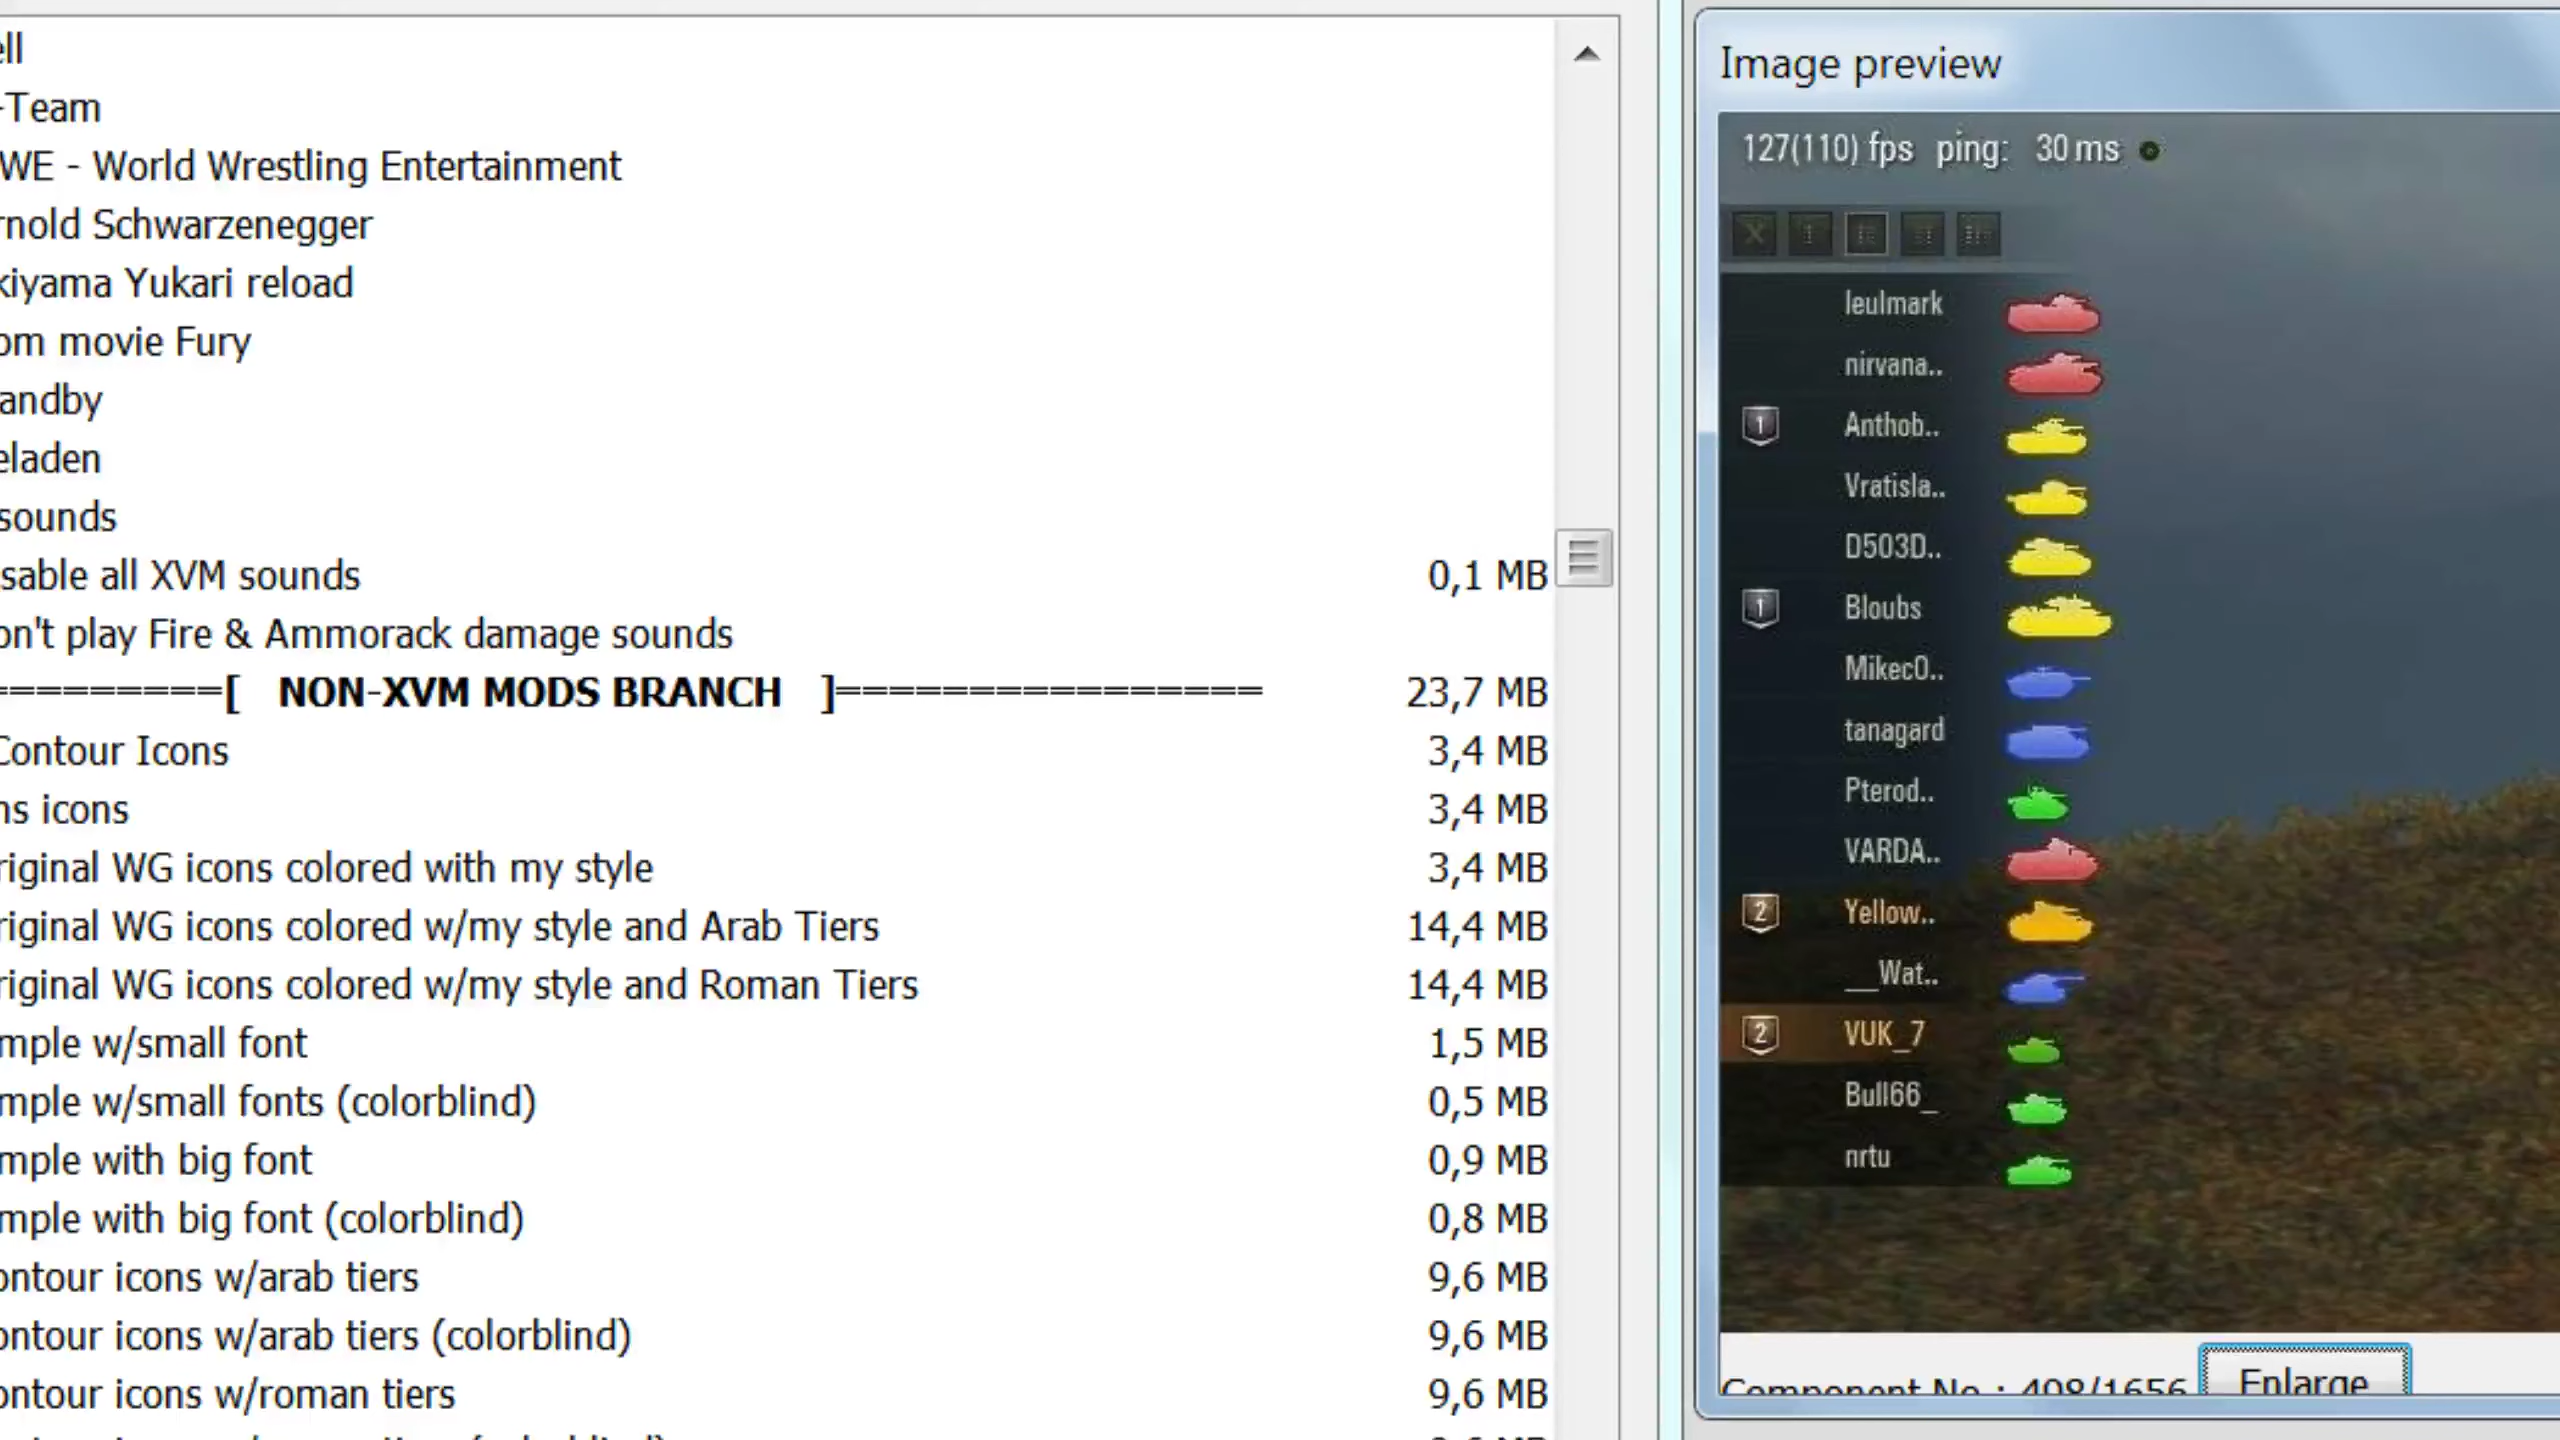 ell
-Team
WE - World Wrestling Entertainment
rnold Schwarzenegger
kiyama Yukari reload
om movie Fury
andby
eladen
sounds
sable all XVM sounds 0,1 MB
on't play Fire & Ammorack damage sounds
=========[ NON-XVM MODS BRANCH ]================ 23,7 MB
Contour Icons 3,4 MB
ns icons 3,4 MB
riginal WG icons colored with my style 3,4 MB
riginal WG icons colored w/my style and Arab Tiers 14,4 MB
riginal WG icons colored w/my style and Roman Tiers 14,4 MB
mple w/small font 1,5 MB
mple w/small fonts (colorblind) 0,5 MB
mple with big font 0,9 MB
mple with big font (colorblind) 0,8 MB
ontour icons w/arab tiers 9,6 MB
ontour icons w/arab tiers (colorblind) 9,6 MB
ontour icons w/roman tiers 9,6 MB
Image preview
127(110) fps ping: 30 ms
leulmark
nirvana..
1 Anthob..
Vratisla..
D503D..
1 Bloubs
MikecO..
tanagard
Pterod..
VARDA..
2 Yellow..
__Wat..
2 VUK_7
Bull66_
nrtu
Component No.: 408/1656 Enlarge